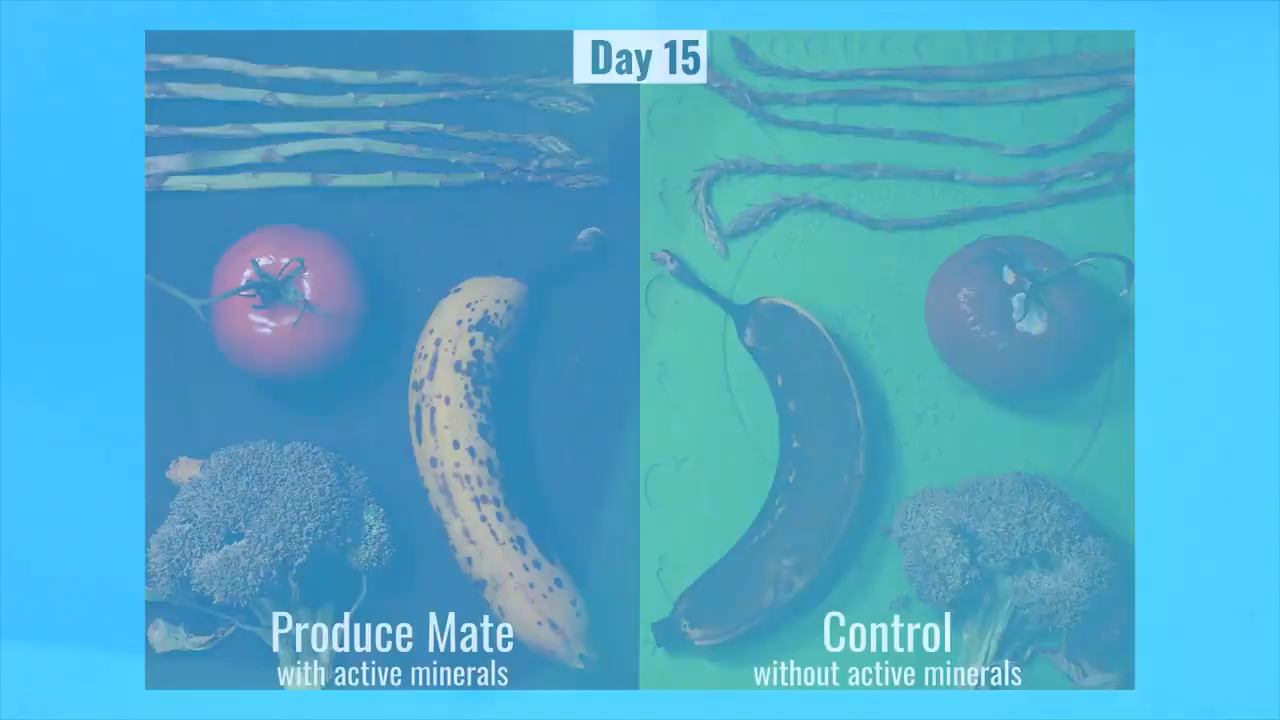 Day 15
Produce Mate
with active minerals
Control
without active minerals